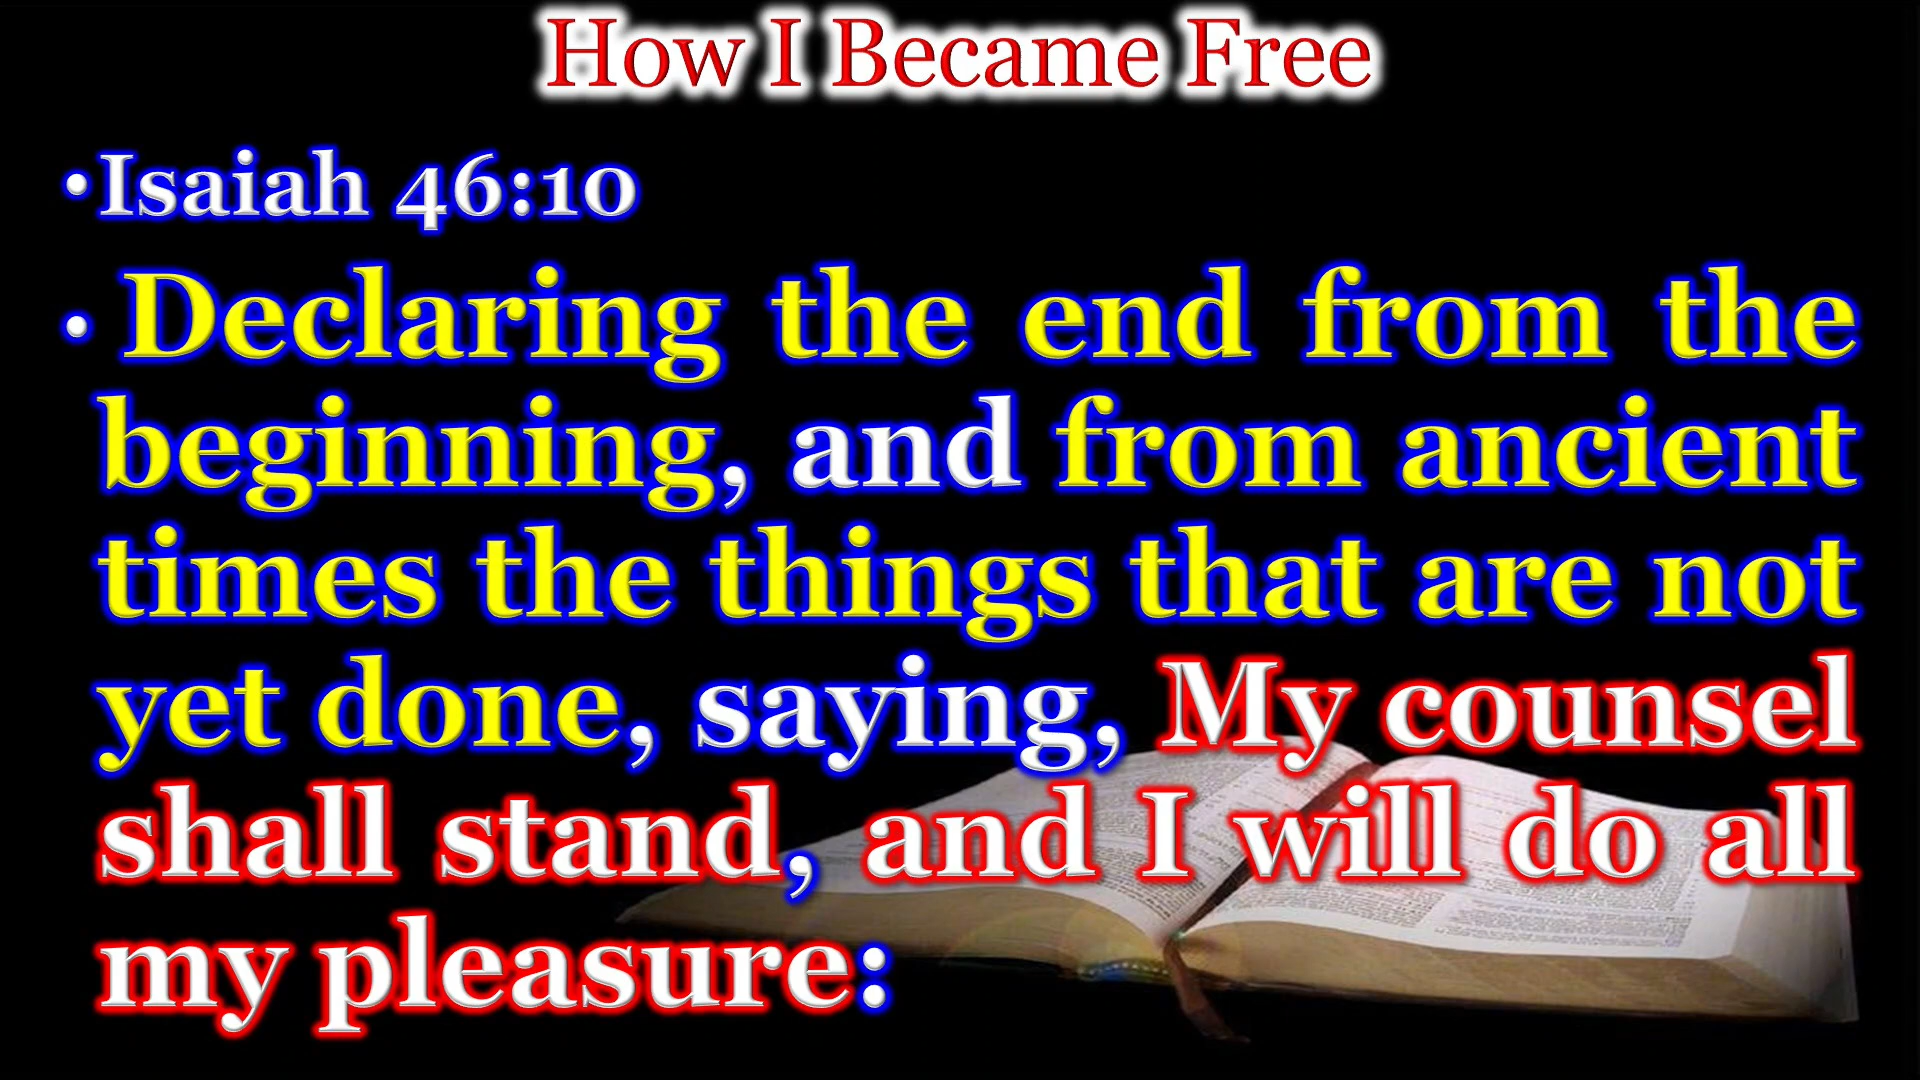 How I Became Free
•Isaiah 46:10
• Declaring the end from the
beginning, and from ancient
times the things that are not
yet done, saying, My counsel
shall stand, and I will do all
my pleasure: